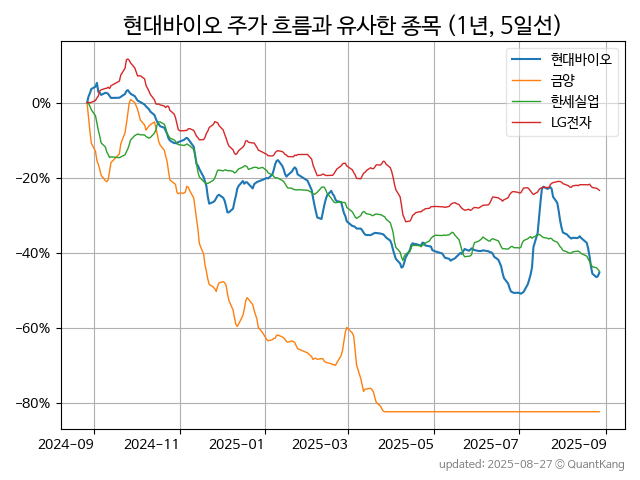 현대바이오 주가 흐름과 유사한 종목 (1년, 5일선)
현대바이오
금양
한세실업
LG전자
0%
−20%
−40%
−60%
−80%
2024-09 2024-11 2025-01 2025-03 2025-05 2025-07 2025-09
updated: 2025-08-27 © QuantKang